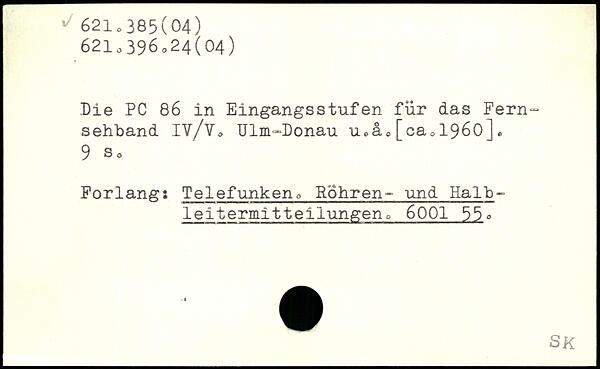 621.385(04)
621.396.24(04)
Die PC 86 in Eingangsstufen für das Fern-
sehband IV/V. Ulm-Donau u.å.[ca.1960].
9 s.
Forlang: Telefunken. Röhren- und Halb-
leitermitteilungen. 6001 55.
SK